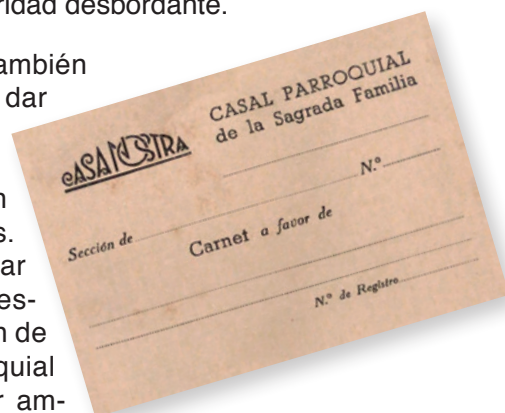 ridad desbordante.
ambién
dar
s.
ar
es-
n de
quial
r am-
CASA NOSTRA
CASAL PARROQUIAL
de la Sagrada Familia
N.º
Sección de
Carnet a favor de
N.º de Registro